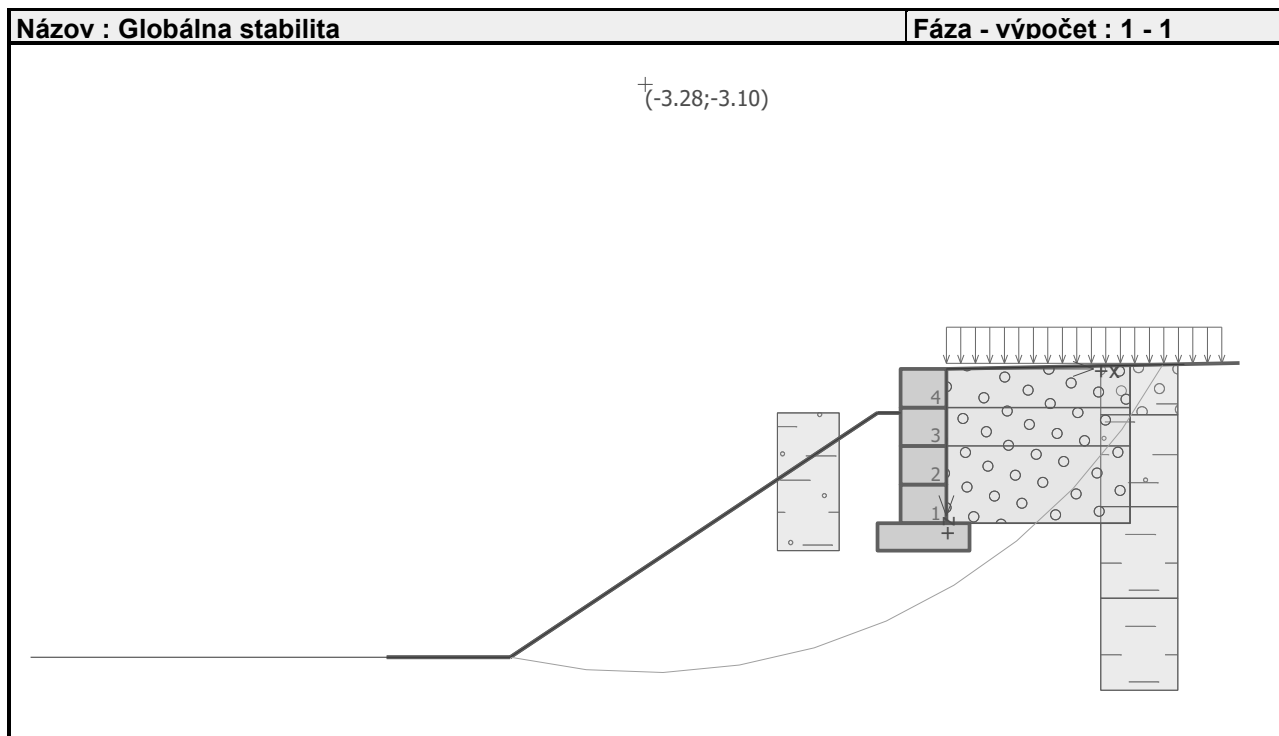 Názov : Globálna stabilita
Fáza - výpočet : 1 - 1
(-3.28;-3.10)
+x
4
3
2
1